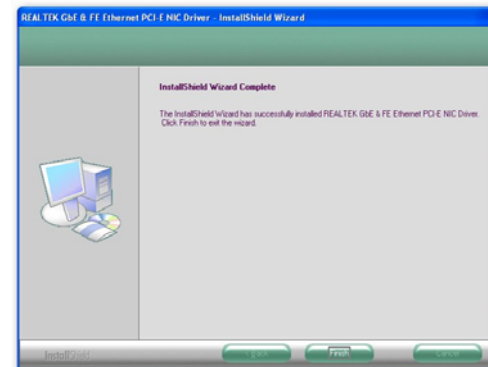 REALTEK GbE & FE Ethernet PCI-E NIC Driver - InstallShield Wizard
InstallShield Wizard Complete
The InstallShield Wizard has successfully installed REALTEK GbE & FE Ethernet PCI-E NIC Driver.
Click Finish to exit the wizard.
InstallShield
< Back Finish Cancel